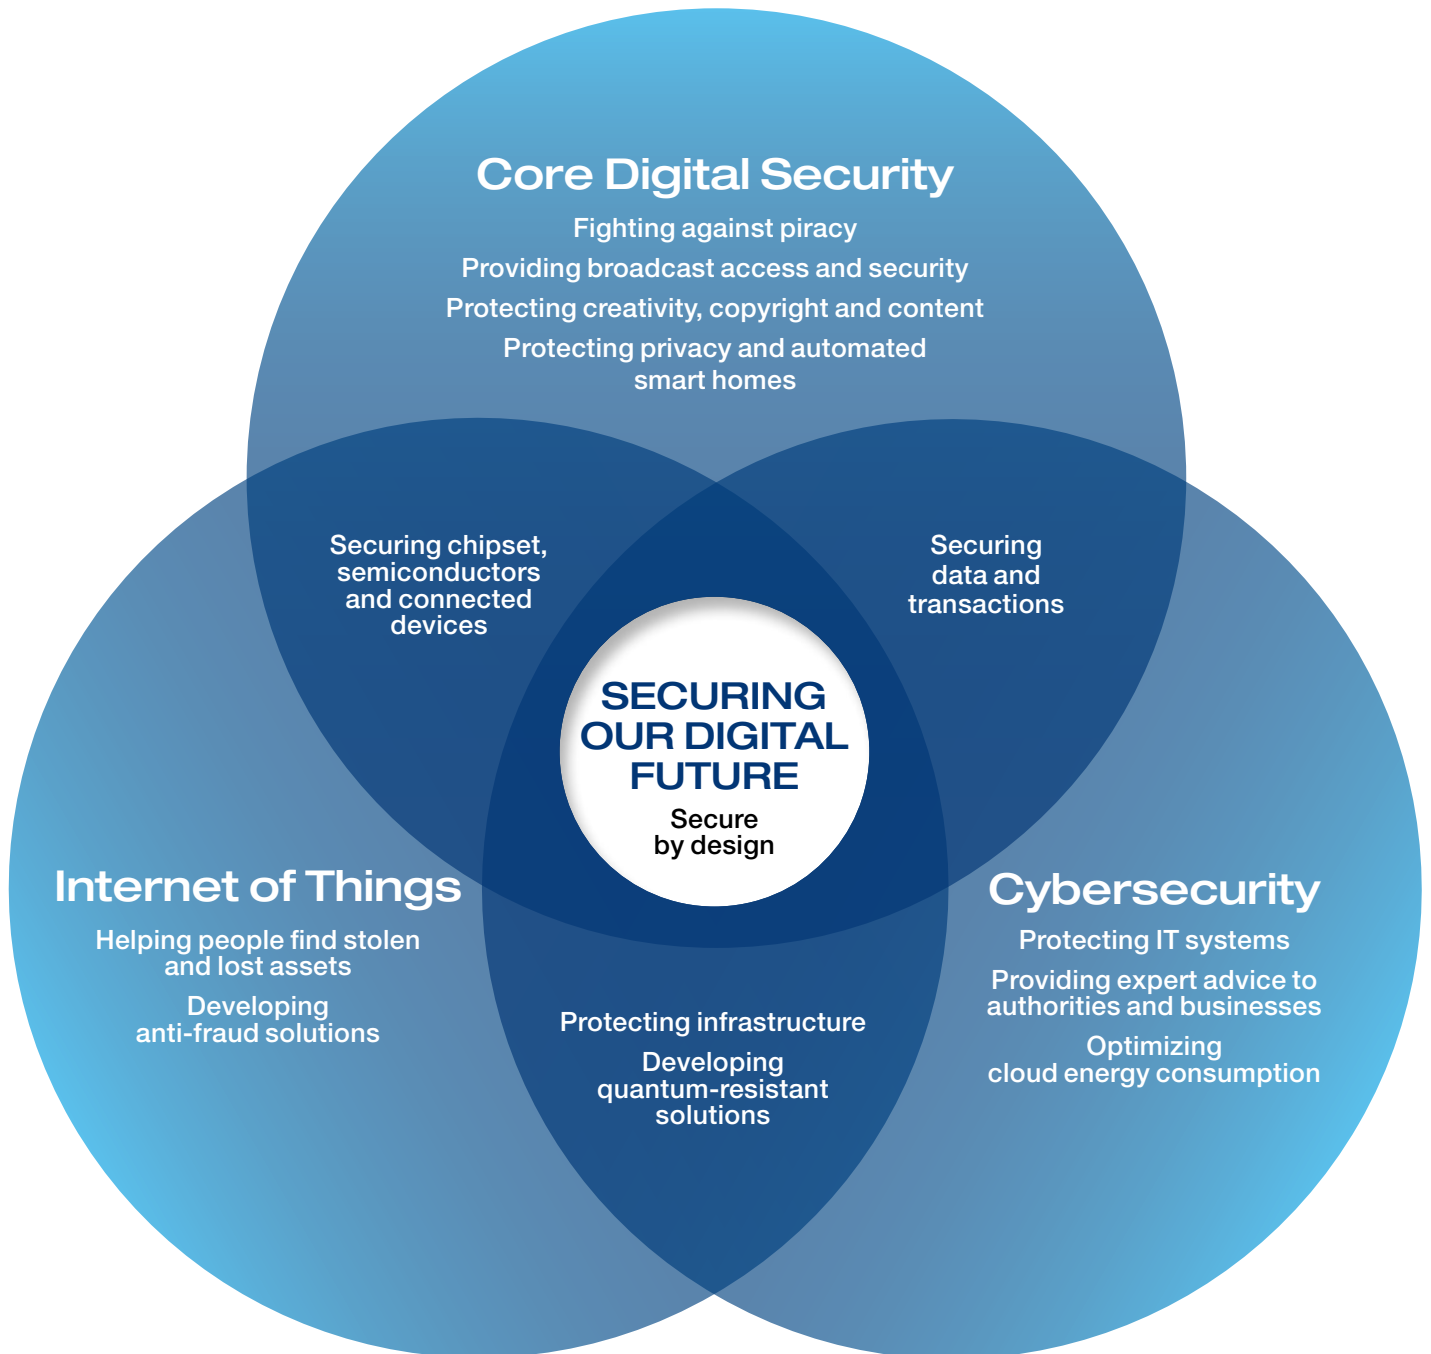 Core Digital Security
Fighting against piracy
Providing broadcast access and security
Protecting creativity, copyright and content
Protecting privacy and automated
smart homes
Securing chipset,
semiconductors
and connected
devices
Securing
data and
transactions
SECURING
OUR DIGITAL
FUTURE
Secure
by design
Internet of Things
Helping people find stolen
and lost assets
Developing
anti-fraud solutions
Protecting infrastructure
Developing
quantum-resistant
solutions
Cybersecurity
Protecting IT systems
Providing expert advice to
authorities and businesses
Optimizing
cloud energy consumption